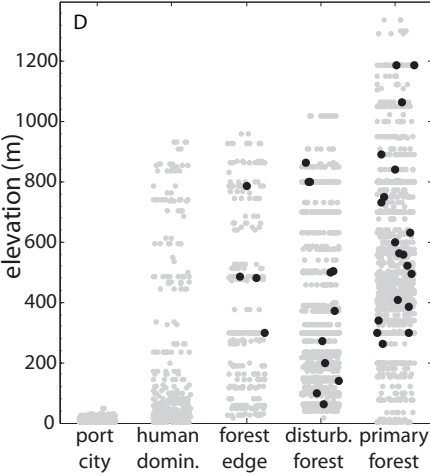 D
elevation (m)
1200
1000
800
600
400
200
0
port human forest disturb. primary
city domin. edge forest forest